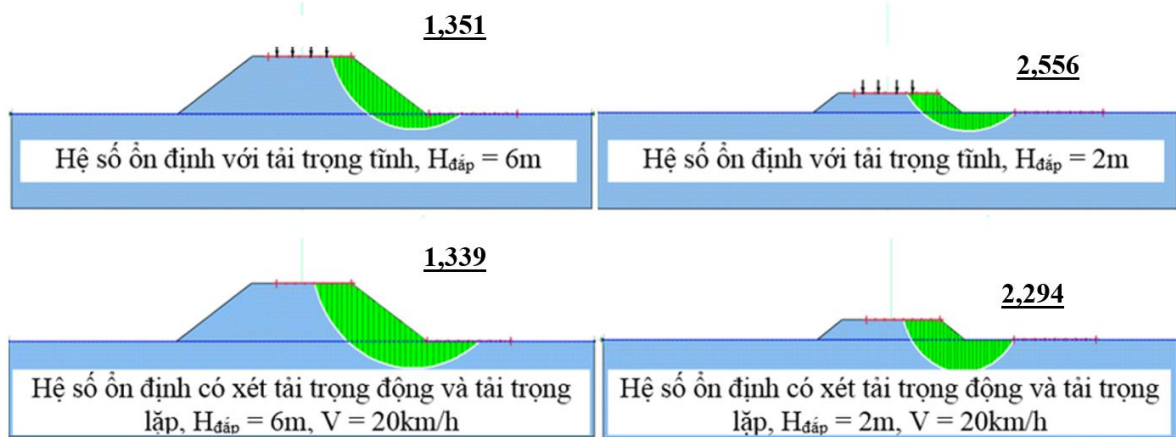 1,351
Hệ số ổn định với tải trọng tĩnh, Hđắp = 6m
2,556
Hệ số ổn định với tải trọng tĩnh, Hđắp = 2m
1,339
Hệ số ổn định có xét tải trọng động và tải trọng
lặp, Hđắp = 6m, V = 20km/h
2,294
Hệ số ổn định có xét tải trọng động và tải trọng
lặp, Hđắp = 2m, V = 20km/h